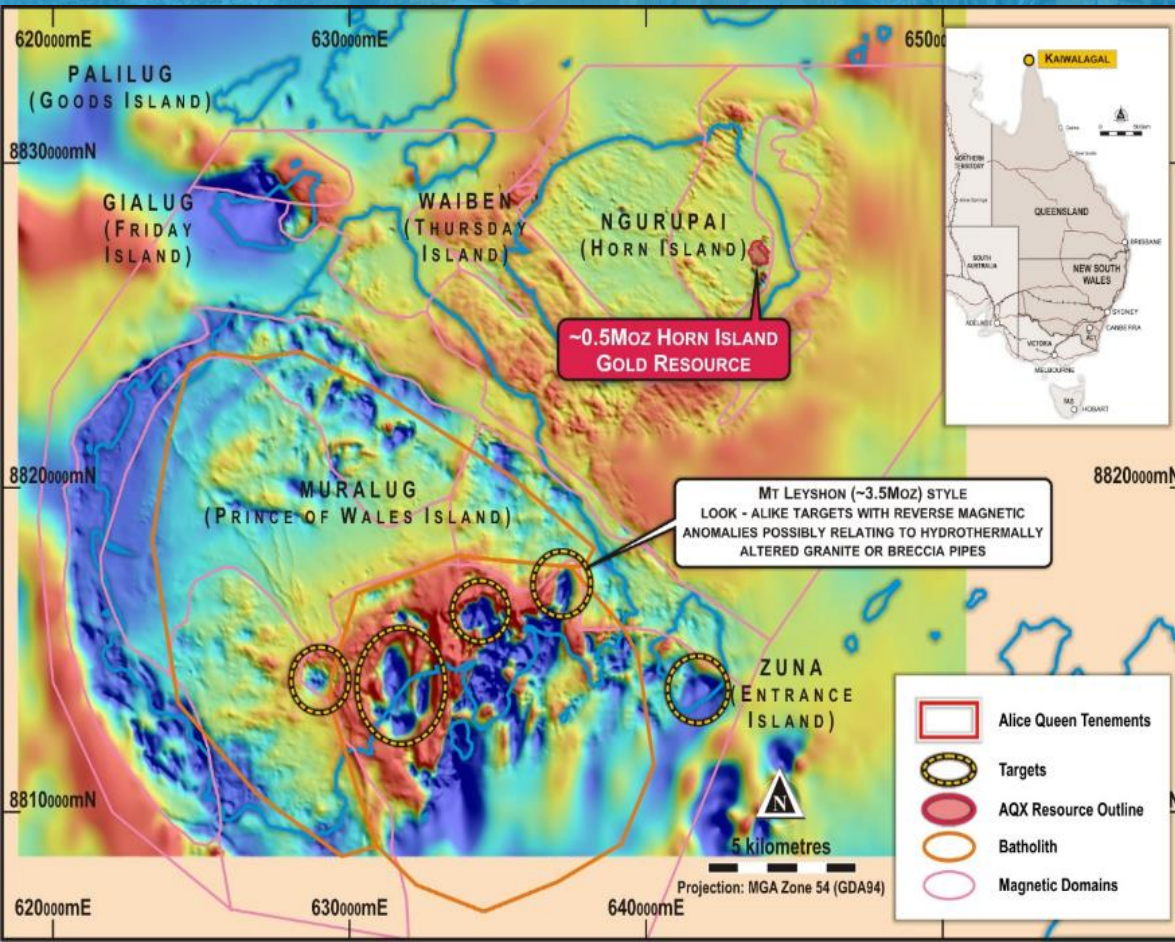 620000mE
630000mE
650
PALILUG
(GOODS ISLAND)
8830000mN
GIALUG
(FRIDAY
ISLAND)
WAIBEN
(THURSDAY
ISLAND)
NGURUPAI
(HORN ISLAND)
~0.5MOZ HORN ISLAND
GOLD RESOURCE
KAIWALAGAL
NORTHERN
TERRITORY
QUEENSLAND
BRISBANE
SOUTH
AUSTRALIA
NEW SOUTH
WALES
SYDNEY
ADELAIDE
CANBERRA
ACT
VICTORIA
MELBOURNE
TAS
HOBART
8820000mN
8820000mN
MURALUG
(PRINCE OF WALES ISLAND)
MT LEYSHON (~3.5MOZ) STYLE
LOOK - ALIKE TARGETS WITH REVERSE MAGNETIC
ANOMALIES POSSIBLY RELATING TO HYDROTHERMALLY
ALTERED GRANITE OR BRECCIA PIPES
ZUNA
(ENTRANCE
ISLAND)
8810000mN
N
5 kilometres
Projection: MGA Zone 54 (GDA94)
Alice Queen Tenements
Targets
AQX Resource Outline
Batholith
Magnetic Domains
620000mE
630000mE
640000mE